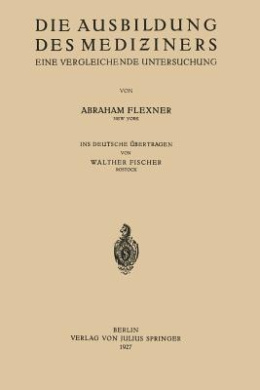 DIE AUSBILDUNG
DES MEDIZINERS
EINE VERGLEICHENDE UNTERSUCHUNG
VON
ABRAHAM FLEXNER
NEW YORK
INS DEUTSCHE ÜBERTRAGEN
VON
WALTHER FISCHER
ROSTOCK
BERLIN
VERLAG VON JULIUS SPRINGER
1927